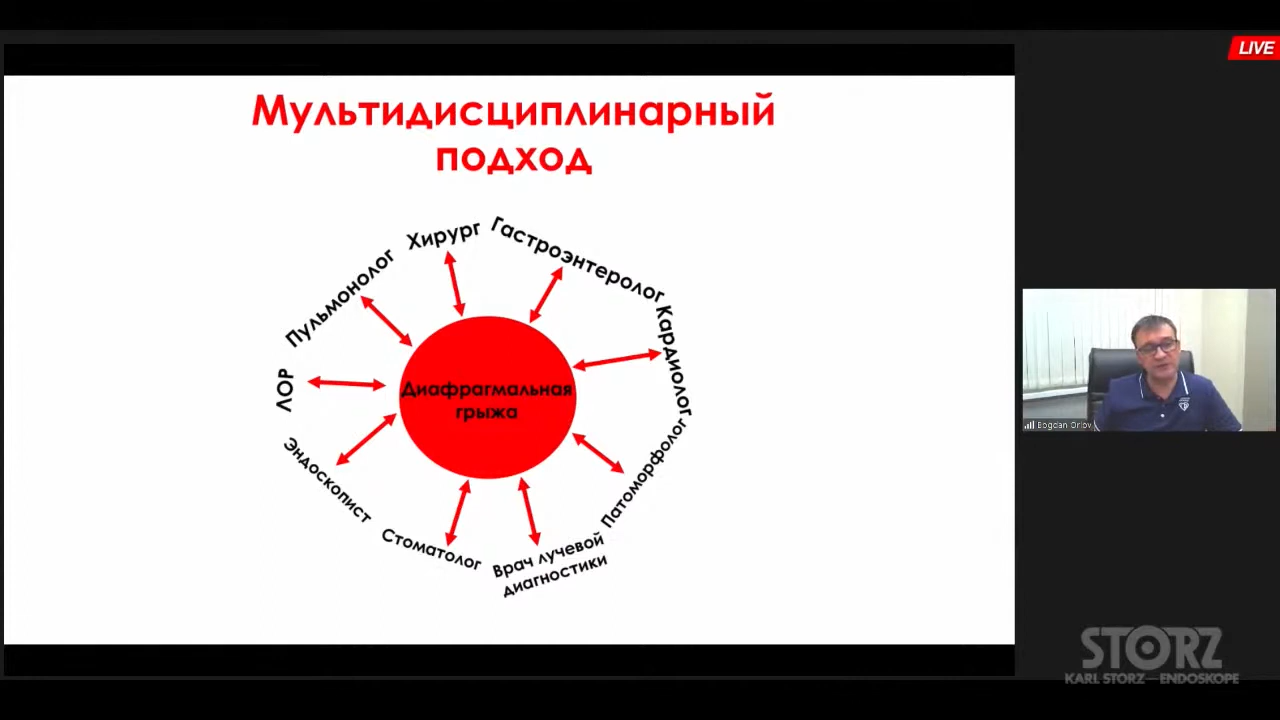 LIVE
Мультидисциплинарный
подход
Хирург
Гастроэнтеролог
Пульмонолог
Кардиолог
ЛОР
Диафрагмальная
грыжа
Эндоскопист
Патоморфолог
Стоматолог
Врач лучевой
диагностики
Bogdan Orlov
STORZ
KARL STORZ—ENDOSKOPE